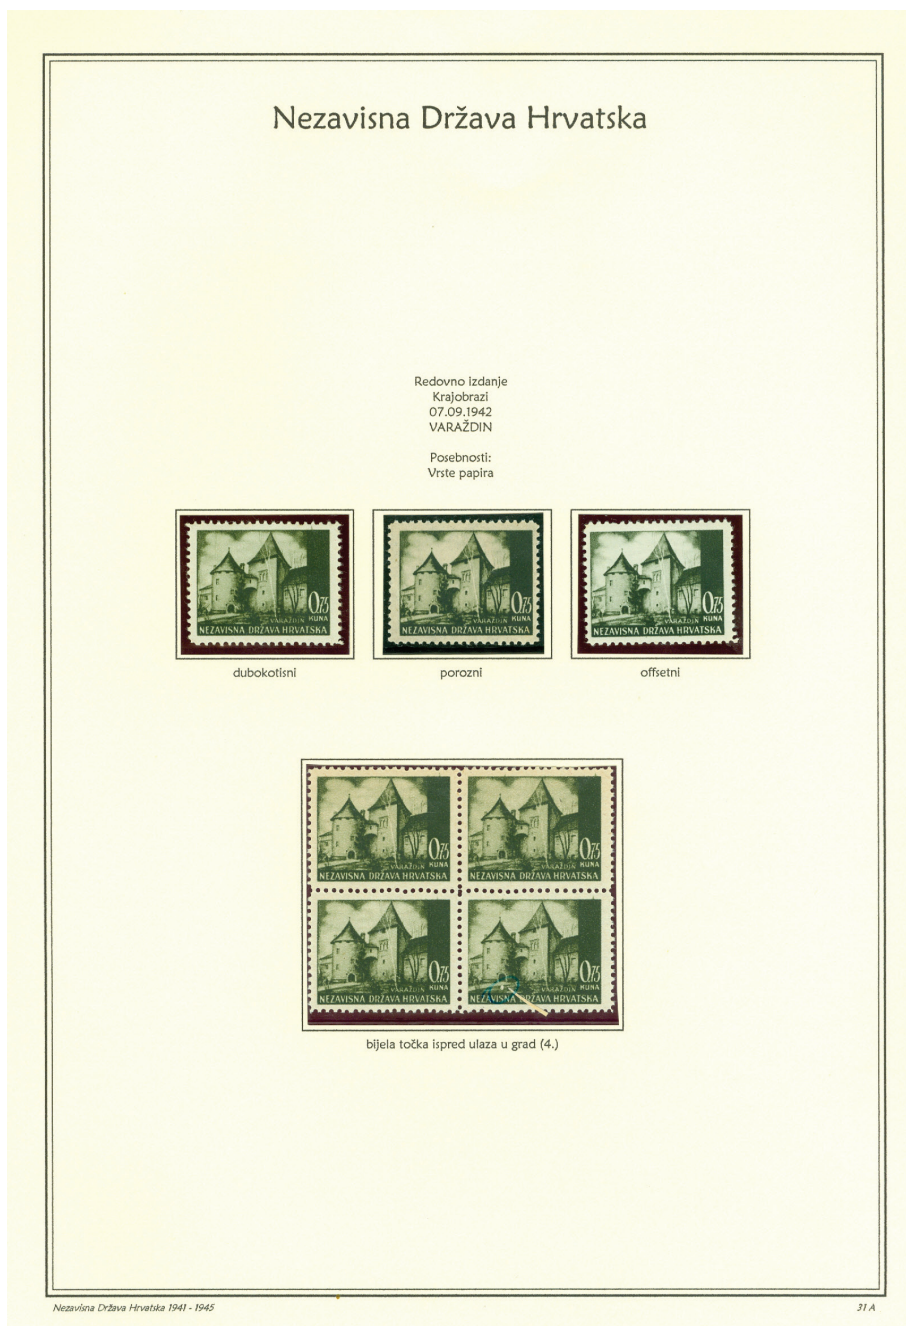 Nezavisna Država Hrvatska
Redovno izdanje
Krajobrazi
07.09.1942
VARAŽDIN
Posebnosti:
Vrste papira
0,75
VARAŽDIN KUNA
NEZAVISNA DRŽAVA HRVATSKA
0,75
VARAŽDIN KUNA
NEZAVISNA DRŽAVA HRVATSKA
0,75
VARAŽDIN KUNA
NEZAVISNA DRŽAVA HRVATSKA
dubokotisni
porozni
offsetni
0,75
VARAŽDIN KUNA
NEZAVISNA DRŽAVA HRVATSKA
0,75
VARAŽDIN KUNA
NEZAVISNA DRŽAVA HRVATSKA
0,75
VARAŽDIN KUNA
NEZAVISNA DRŽAVA HRVATSKA
0,75
VARAŽDIN KUNA
NEZAVISNA DRŽAVA HRVATSKA
bijela točka ispred ulaza u grad (4.)
Nezavisna Država Hrvatska 1941 - 1945
31 A